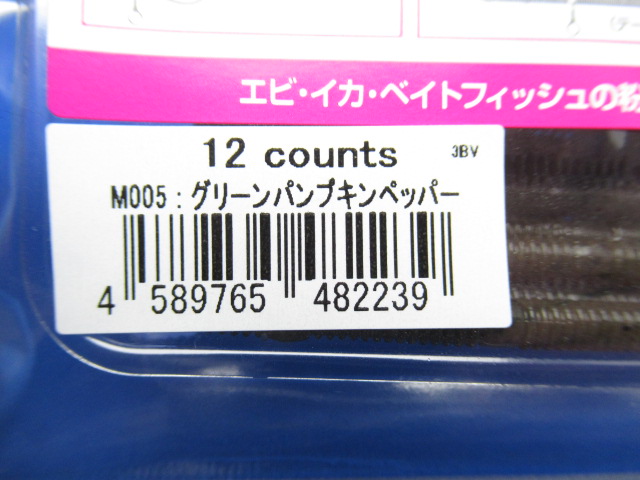 エビ・イカ・ベイトフィッシュの粉
12 counts 3BV
M005：グリーンパンプキンペッパー
4 589765 482239